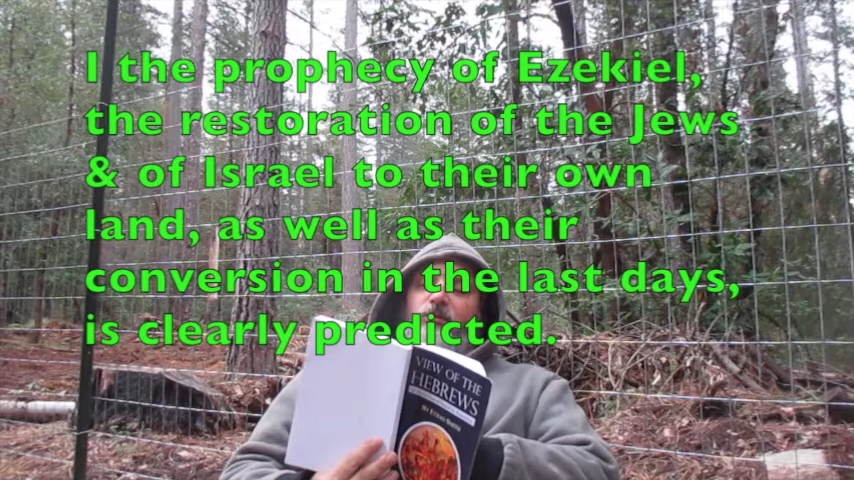 I the prophecy of Ezekiel,
the restoration of the Jews
& of Israel to their own
land, as well as their
conversion in the last days,
is clearly predicted.
VIEW OF THE
HEBREWS
BY ETHAN SMITH